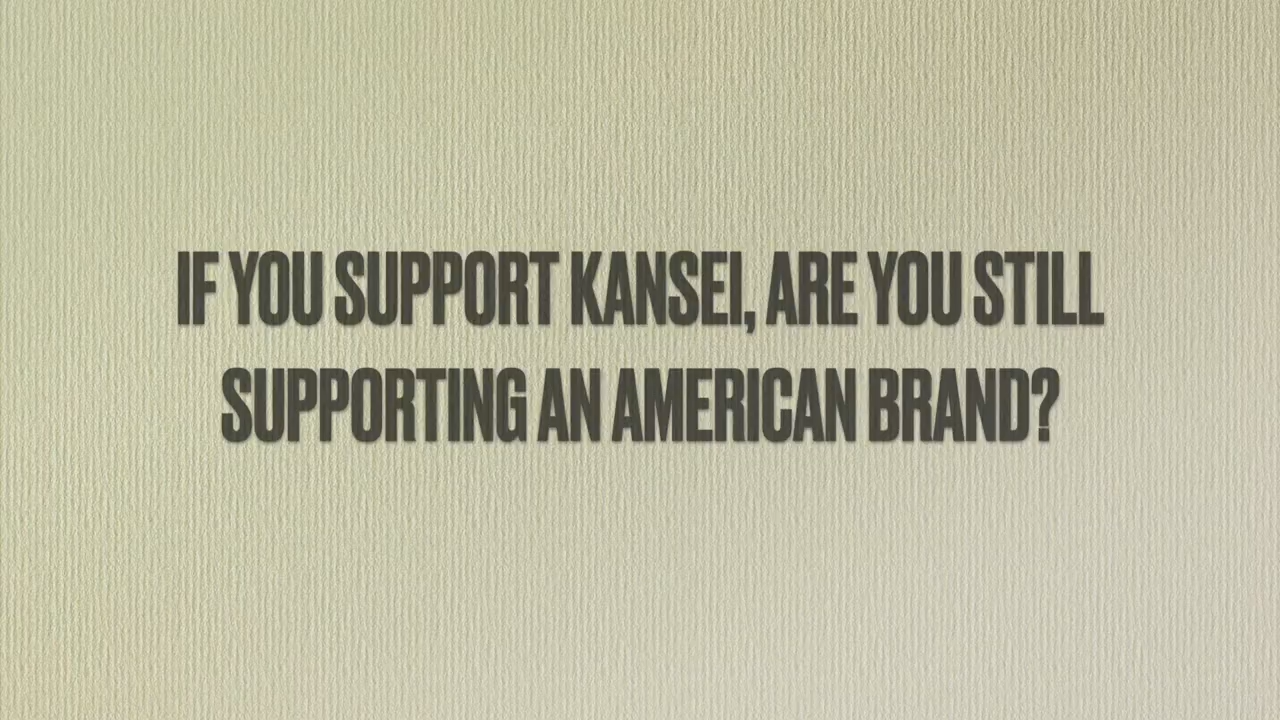 IF YOU SUPPORT KANSEI, ARE YOU STILL
SUPPORTING AN AMERICAN BRAND?